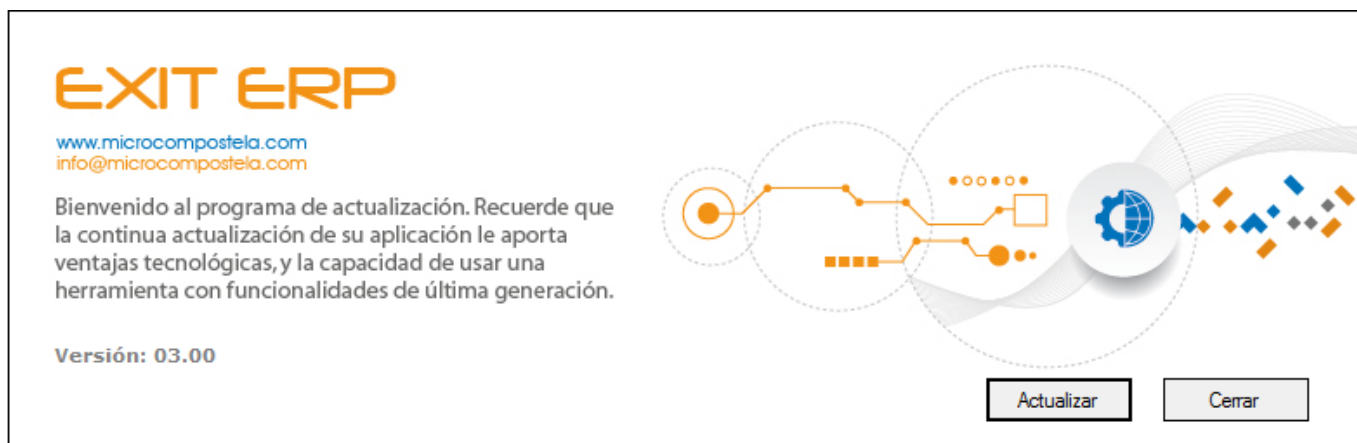 EXIT ERP
www.microcompostela.com
info@microcompostela.com
Bienvenido al programa de actualización. Recuerde que
la continua actualización de su aplicación le aporta
ventajas tecnológicas, y la capacidad de usar una
herramienta con funcionalidades de última generación.
Versión: 03.00
Actualizar
Cerrar